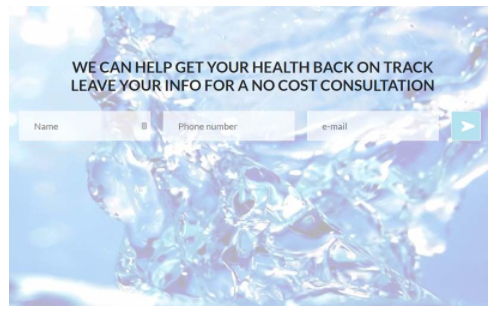 WE CAN HELP GET YOUR HEALTH BACK ON TRACK
LEAVE YOUR INFO FOR A NO COST CONSULTATION
Name
Phone number
e-mail